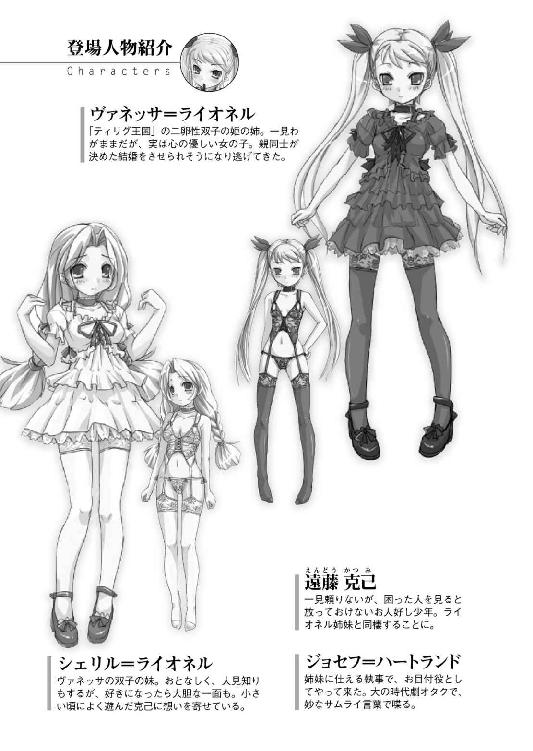 登場人物紹介
Characters
ヴァネッサ＝ライオネル
「ティリグ王国」の二卵性双子の姫の姉。一見わ
がままだが、実は心の優しい女の子。親同士が
決めた結婚をさせられそうになり逃げてきた。
えんどう かつみ
遠藤 克己
一見頼りないが、困った人を見ると
放っておけないお人好し少年。ライ
オネル姉妹と同棲することに。
シェリル＝ライオネル
ヴァネッサの双子の妹。おとなしく、人見知り
もするが、好きになったら大胆な一面も。小さ
い頃によく遊んだ克己に想いを寄せている。
ジョセフ＝ハートランド
姉妹に仕える執事で、お目付役とし
てやって来た。大の時代劇オタクで、
妙なサムライ言葉で喋る。